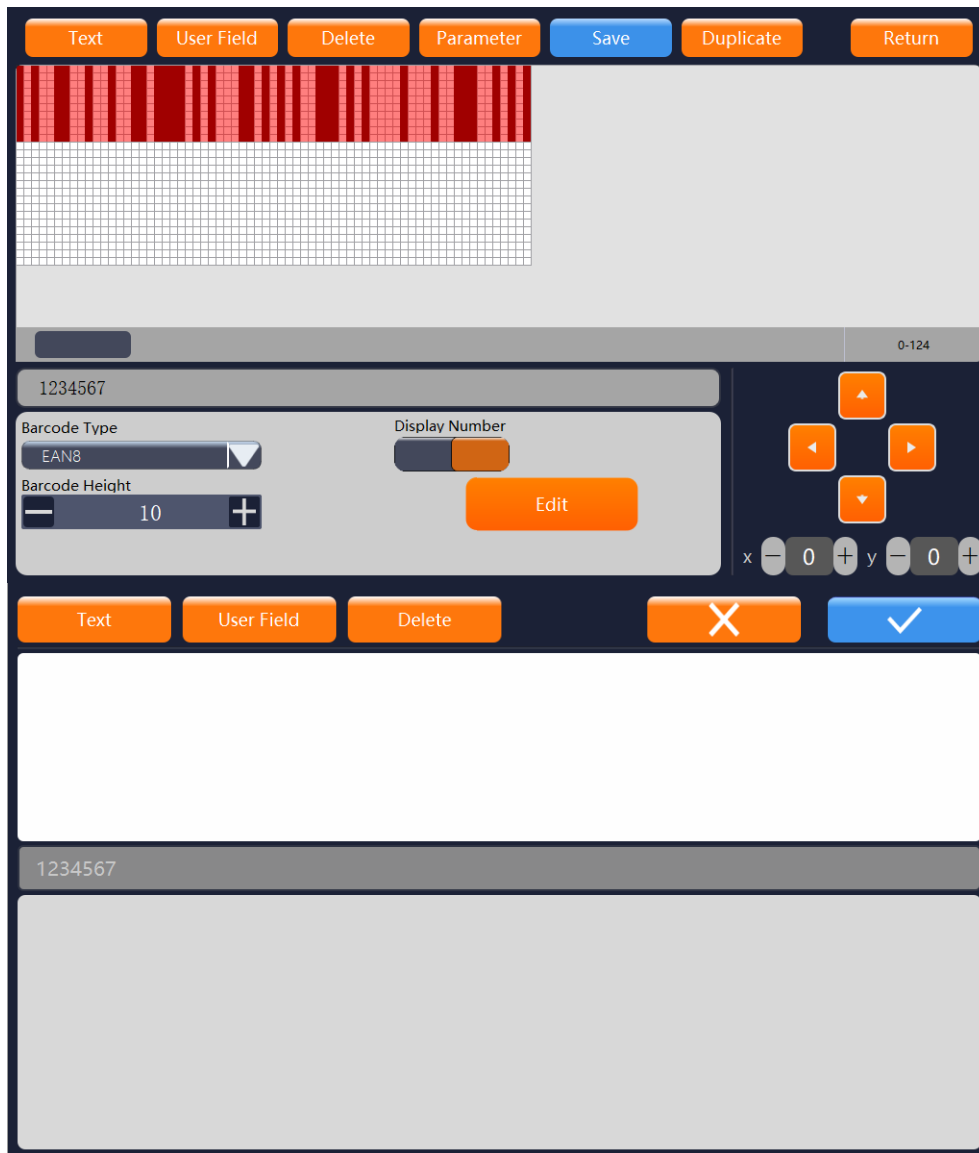 Text User Field Delete Parameter Save Duplicate Return
0-124
1234567
Barcode Type
EAN8
Display Number
Barcode Height
10
Edit
x 0 y 0
Text User Field Delete
1234567